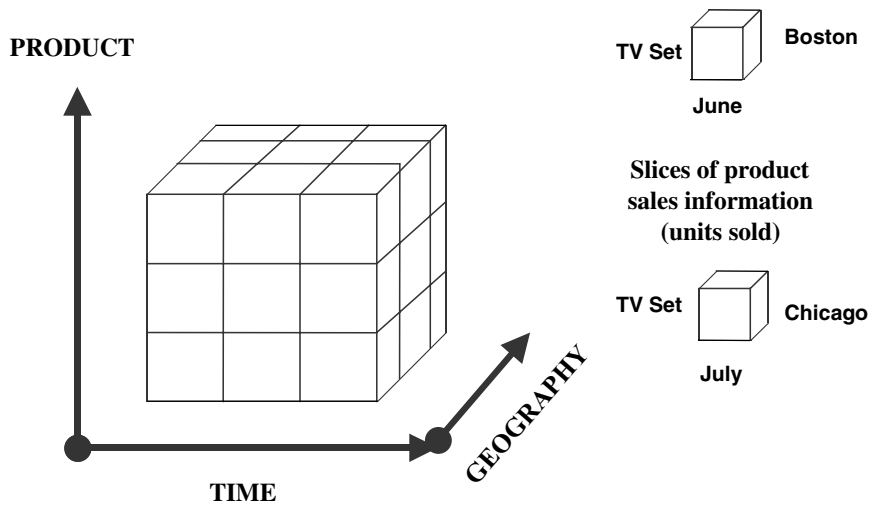 PRODUCT
TIME
GEOGRAPHY
TV Set
Boston
June
Slices of product
sales information
(units sold)
TV Set
Chicago
July